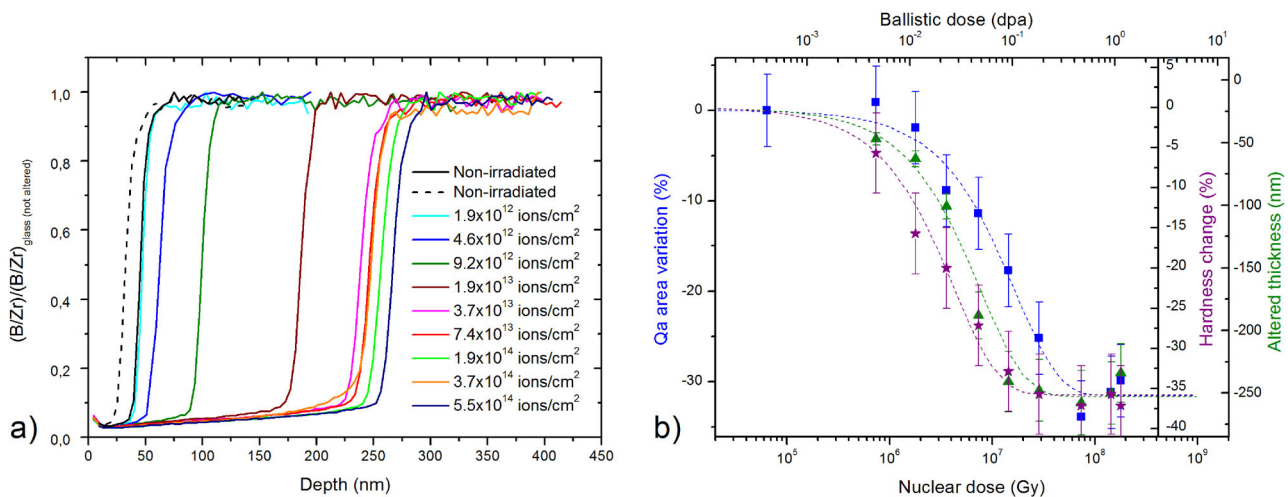 a)
(B/Zr)/(B/Zr)glass (not altered)
1,0
0,8
0,6
0,4
0,2
0,0
0 50 100 150 200 250 300 350 400 450
Depth (nm)
Non-irradiated
Non-irradiated
1.9x10¹² ions/cm²
4.6x10¹² ions/cm²
9.2x10¹² ions/cm²
1.9x10¹³ ions/cm²
3.7x10¹³ ions/cm²
7.4x10¹³ ions/cm²
1.9x10¹⁴ ions/cm²
3.7x10¹⁴ ions/cm²
5.5x10¹⁴ ions/cm²
b)
Ballistic dose (dpa)
10⁻³ 10⁻² 10⁻¹ 10⁰ 10¹
Qa area variation (%)
0
-10
-20
-30
Hardness change (%)
5
0
-5
-10
-15
-20
-25
-30
-35
-40
Altered thickness (nm)
0
-50
-100
-150
-200
-250
10⁵ 10⁶ 10⁷ 10⁸ 10⁹
Nuclear dose (Gy)